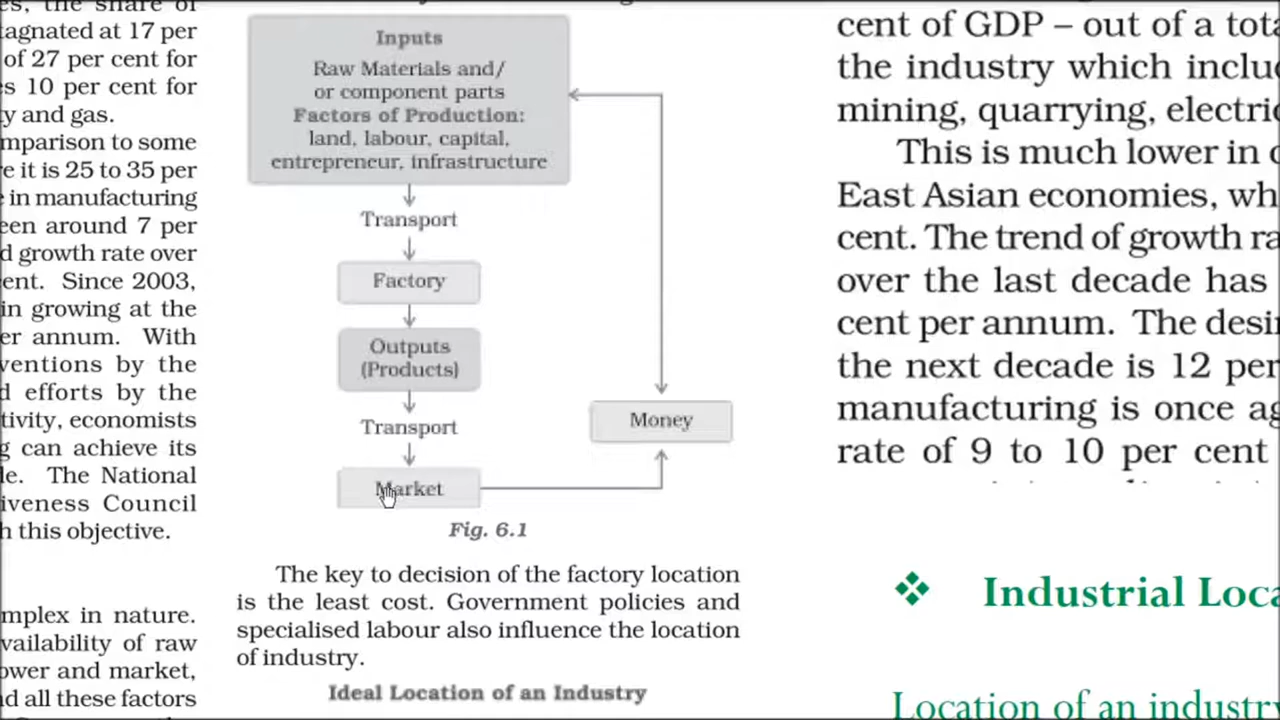 es, the share of
tagnated at 17 per
of 27 per cent for
es 10 per cent for
ty and gas.
mparison to some
re it is 25 to 35 per
e in manufacturing
een around 7 per
d growth rate over
ent. Since 2003,
in growing at the
er annum. With
ventions by the
d efforts by the
tivity, economists
g can achieve its
le. The National
iveness Council
h this objective.
mplex in nature.
vailability of raw
ower and market,
nd all these factors
Inputs
Raw Materials and/
or component parts
Factors of Production:
land, labour, capital,
entrepreneur, infrastructure
Transport
Factory
Outputs
(Products)
Transport
Market
Money
Fig. 6.1
The key to decision of the factory location
is the least cost. Government policies and
specialised labour also influence the location
of industry.
Ideal Location of an Industry
cent of GDP – out of a tota
the industry which inclu
mining, quarrying, electric
This is much lower in c
East Asian economies, wh
cent. The trend of growth ra
over the last decade has
cent per annum. The desi
the next decade is 12 per
manufacturing is once ag
rate of 9 to 10 per cent
❖ Industrial Loca
Location of an industry